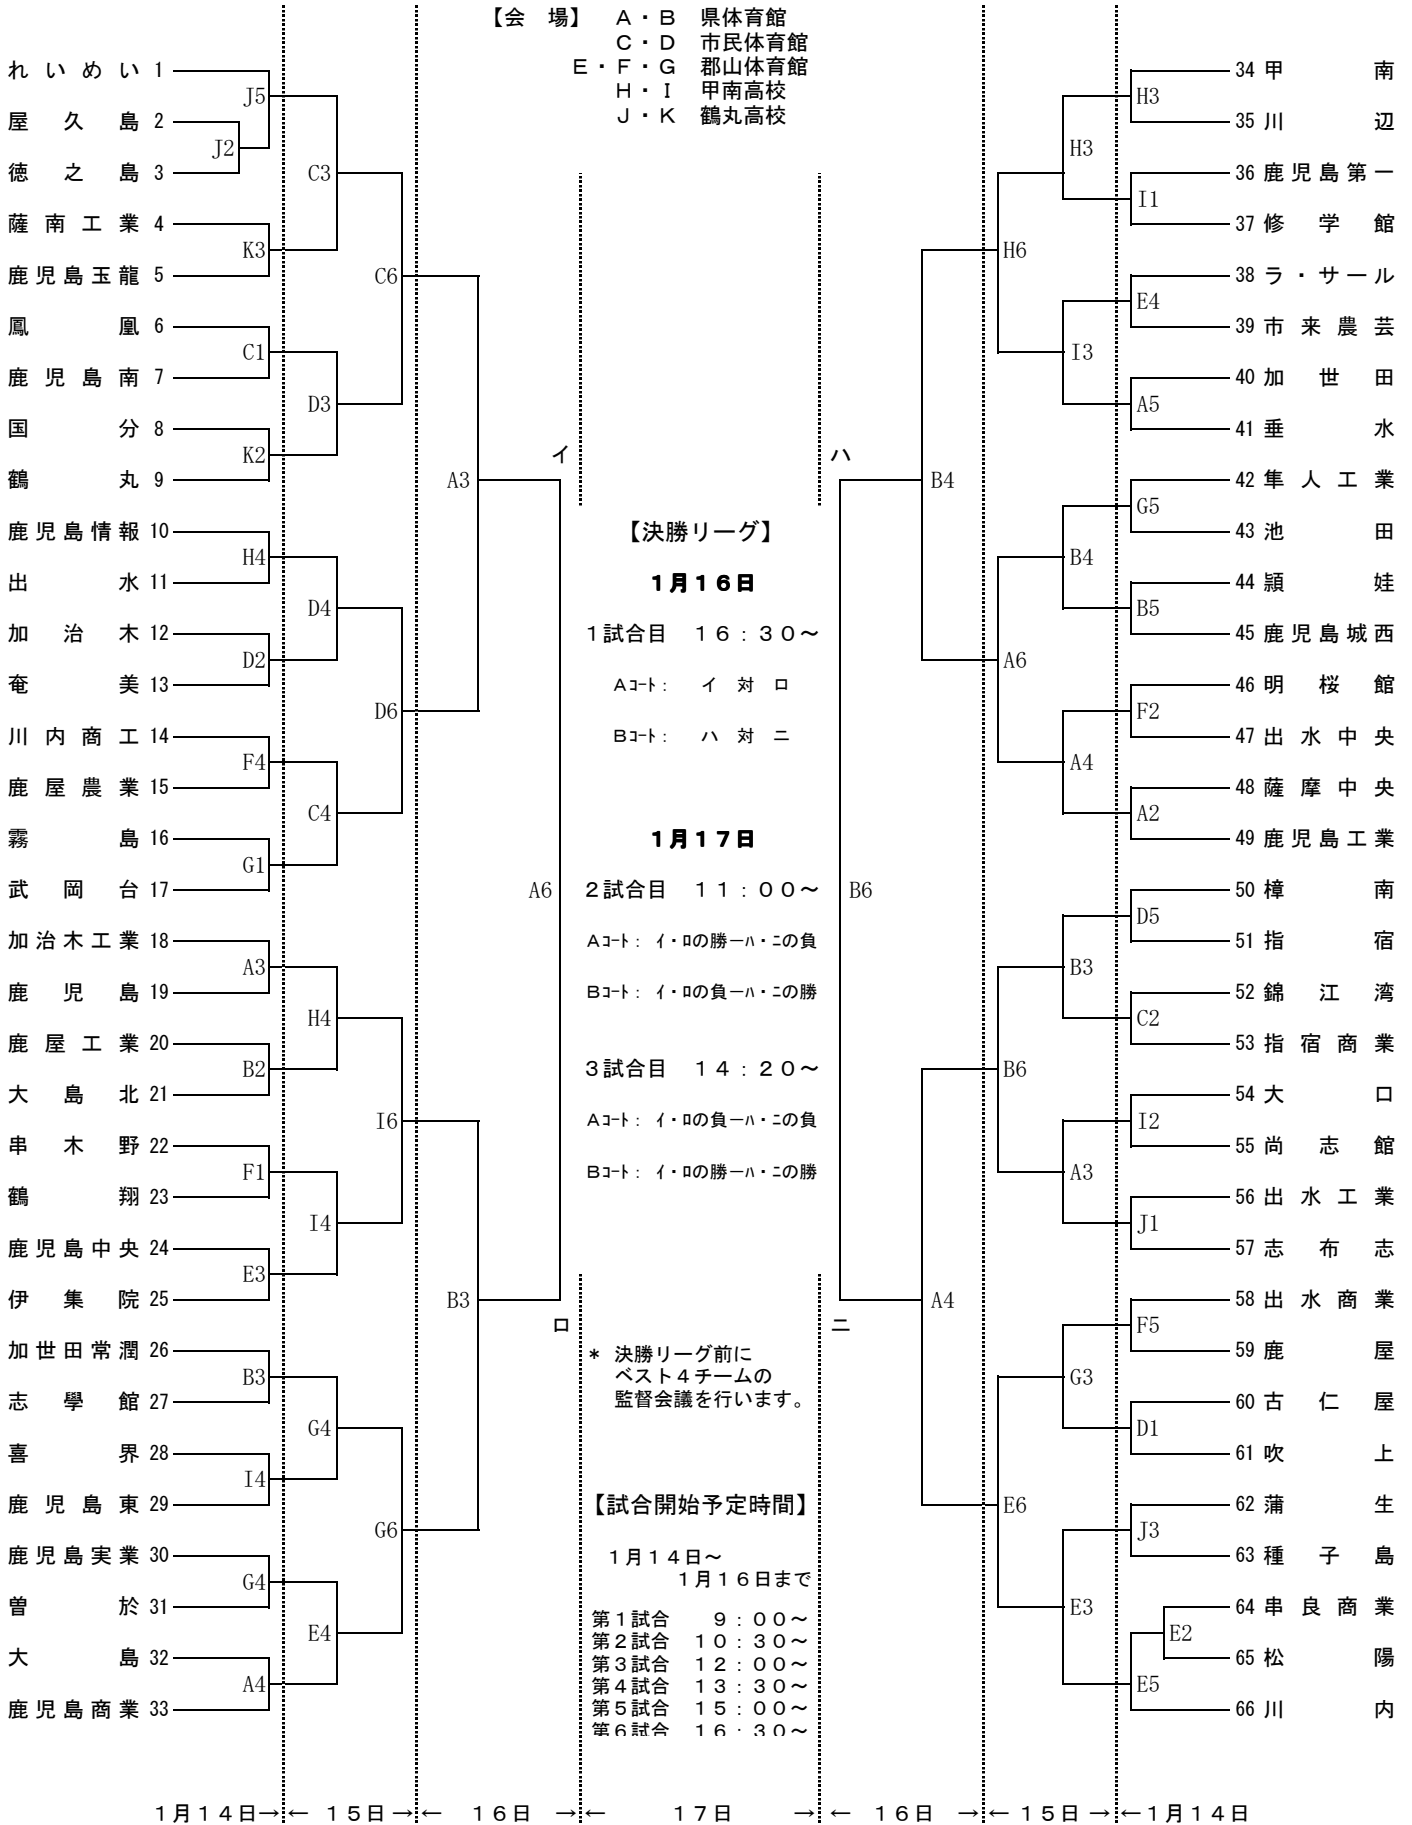 【会　場】　Ａ・Ｂ　県体育館
Ｃ・Ｄ　市民体育館
Ｅ・Ｆ・Ｇ　郡山体育館
Ｈ・Ｉ　甲南高校
Ｊ・Ｋ　鶴丸高校
れいめい 1
屋久島 2
徳之島 3
薩南工業 4
鹿児島玉龍 5
鳳凰 6
鹿児島南 7
国分 8
鶴丸 9
鹿児島情報 10
出水 11
加治木 12
奄美 13
川内商工 14
鹿屋農業 15
霧島 16
武岡台 17
加治木工業 18
鹿児島 19
鹿屋工業 20
大島北 21
串木野 22
鶴翔 23
鹿児島中央 24
伊集院 25
加世田常潤 26
志學館 27
喜界 28
鹿児島東 29
鹿児島実業 30
曽於 31
大島 32
鹿児島商業 33
J5
J2
K3
C1
K2
H4
D2
F4
G1
A3
B2
F1
E3
B3
I4
G4
A4
C3
D3
D4
C4
H4
I4
G4
E4
C6
D6
I6
G6
A3
B3
A6
イ
ロ
【決勝リーグ】
１月１６日
１試合目　１６：３０～
Ａｺｰﾄ：　イ　対　ロ
Ｂｺｰﾄ：　ハ　対　ニ
１月１７日
２試合目　１１：００～
Ａｺｰﾄ：　ｲ・ﾛの勝－ﾊ・ﾆの負
Ｂｺｰﾄ：　ｲ・ﾛの負－ﾊ・ﾆの勝
３試合目　１４：２０～
Ａｺｰﾄ：　ｲ・ﾛの負－ﾊ・ﾆの負
Ｂｺｰﾄ：　ｲ・ﾛの勝－ﾊ・ﾆの勝
＊ 決勝リーグ前に
ベスト４チームの
監督会議を行います。
【試合開始予定時間】
１月１４日～
１月１６日まで
第１試合　９：００～
第２試合　１０：３０～
第３試合　１２：００～
第４試合　１３：３０～
第５試合　１５：００～
第６試合　１６：３０～
ハ
ニ
B6
B4
A4
H6
A6
B6
E6
H3
I3
B4
A4
B3
A3
G3
E3
H3
I1
E4
A5
G5
B5
F2
A2
D5
C2
I2
J1
F5
D1
J3
E2
E5
34 甲南
35 川辺
36 鹿児島第一
37 修学館
38 ラ・サール
39 市来農芸
40 加世田
41 垂水
42 隼人工業
43 池田
44 頴娃
45 鹿児島城西
46 明桜館
47 出水中央
48 薩摩中央
49 鹿児島工業
50 樟南
51 指宿
52 錦江湾
53 指宿商業
54 大口
55 尚志館
56 出水工業
57 志布志
58 出水商業
59 鹿屋
60 古仁屋
61 吹上
62 蒲生
63 種子島
64 串良商業
65 松陽
66 川内
１月１４日→←　１５日→←　１６日　→←　１７日　→←　１６日　→←１５日→←１月１４日